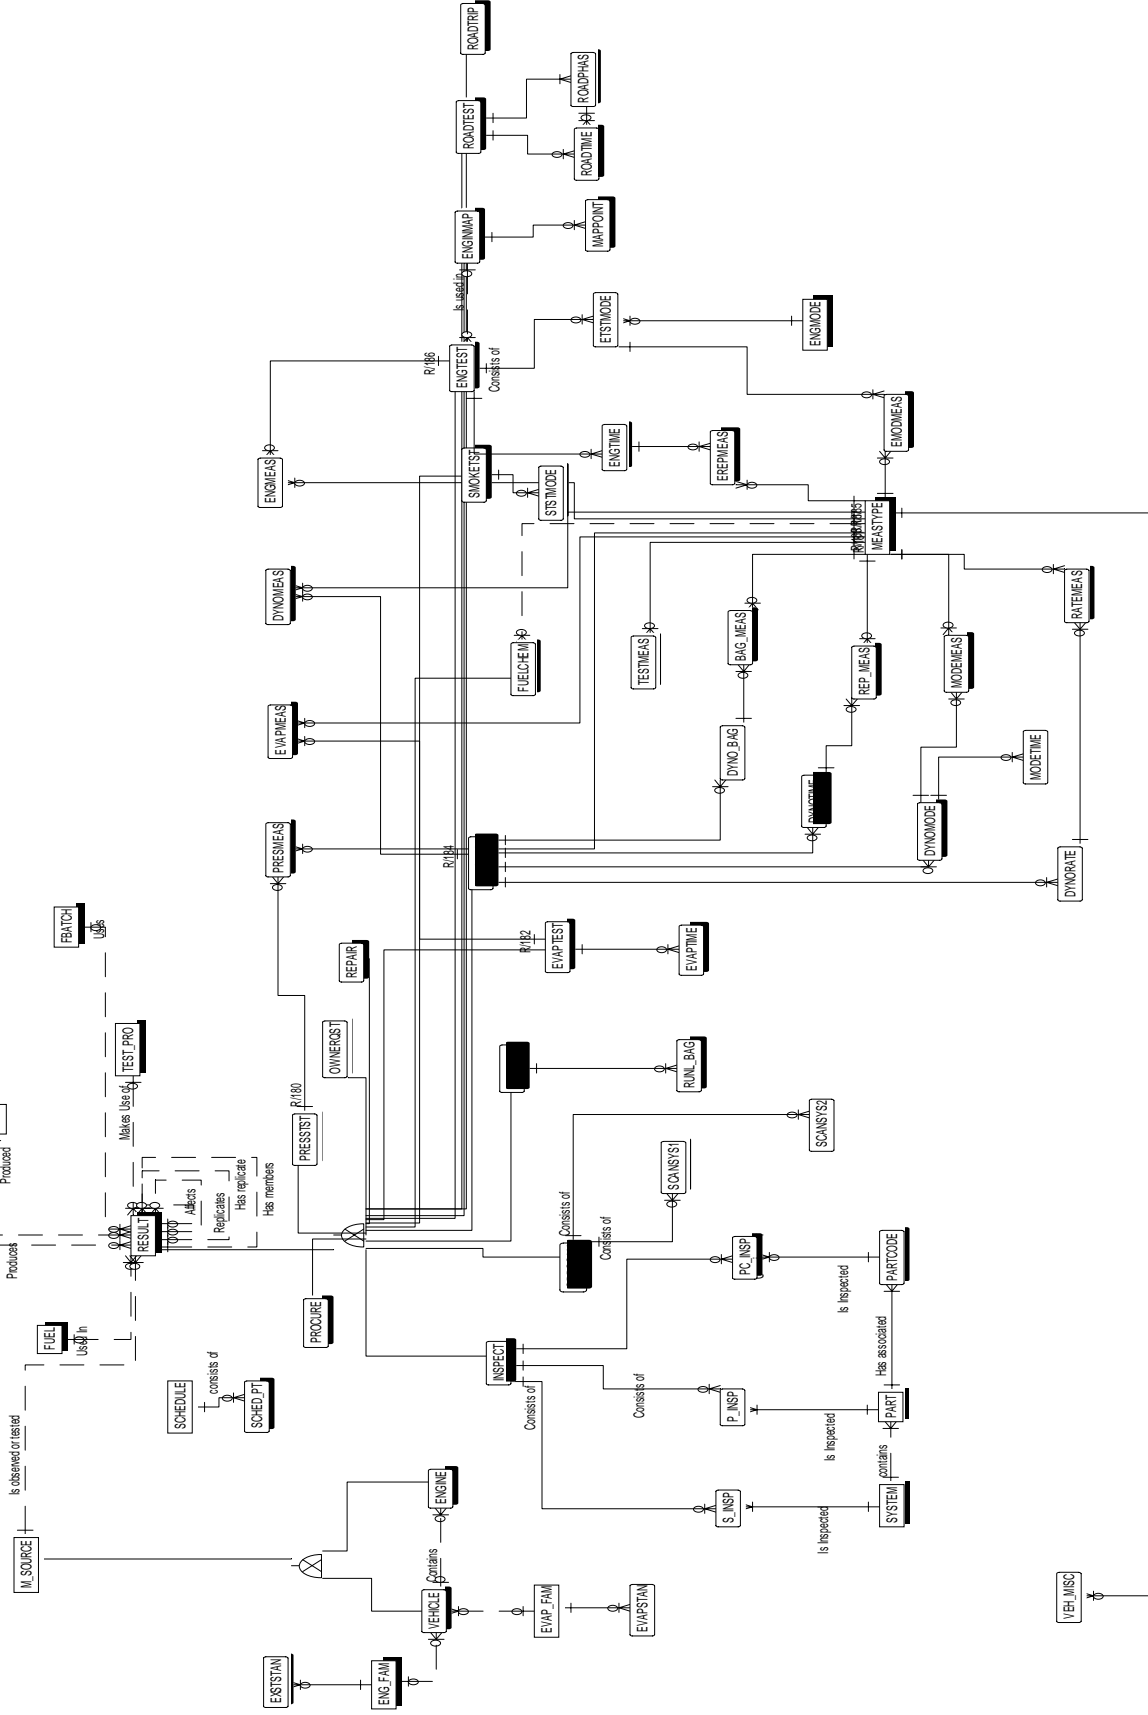 ROADTRIP
ROADPHAS
ROADTEST
ROADTIME
MAPPOINT
ENGINMAP
Is used in
ETSTMODE
ENGMODE
R/186
ENGTEST
Consists of
EMODMEAS
ENGMEAS
SMOKETST
STSTMODE
ENGTIME
EREPMEAS
MEASTYPE
DYNOMEAS
RATEMEAS
FUELCHEM
TESTMEAS
BAG_MEAS
REP_MEAS
MODEMEAS
EVAPMEAS
DYNO_BAG
MODETIME
DYNOMODE
PRESMEAS
R/184
DYNORATE
FBATCH
Uses
REPAIR
R/182
EVAPTEST
EVAPTIME
TEST_PRO
Makes Use of
OWNERQST
RUNL_BAG
R/180
PRESSTST
SCANSYS2
SCANSYS1
Produced
RESULT
Affects
Replicates
Has replicate
Has members
Consists of
Consists of
Produces
PC_INSP
PARTCODE
Is Inspected
FUEL
Used In
PROCURE
INSPECT
Has associated
SCHEDULE
consists of
SCHED_PT
Consists of
Consists of
P_INSP
Is Inspected
PART
contains
Is observed or tested
ENGINE
S_INSP
Is Inspected
SYSTEM
M_SOURCE
Contains
VEHICLE
EVAP_FAM
EVAPSTAN
VEH_MISC
EXSTSTAN
ENG_FAM